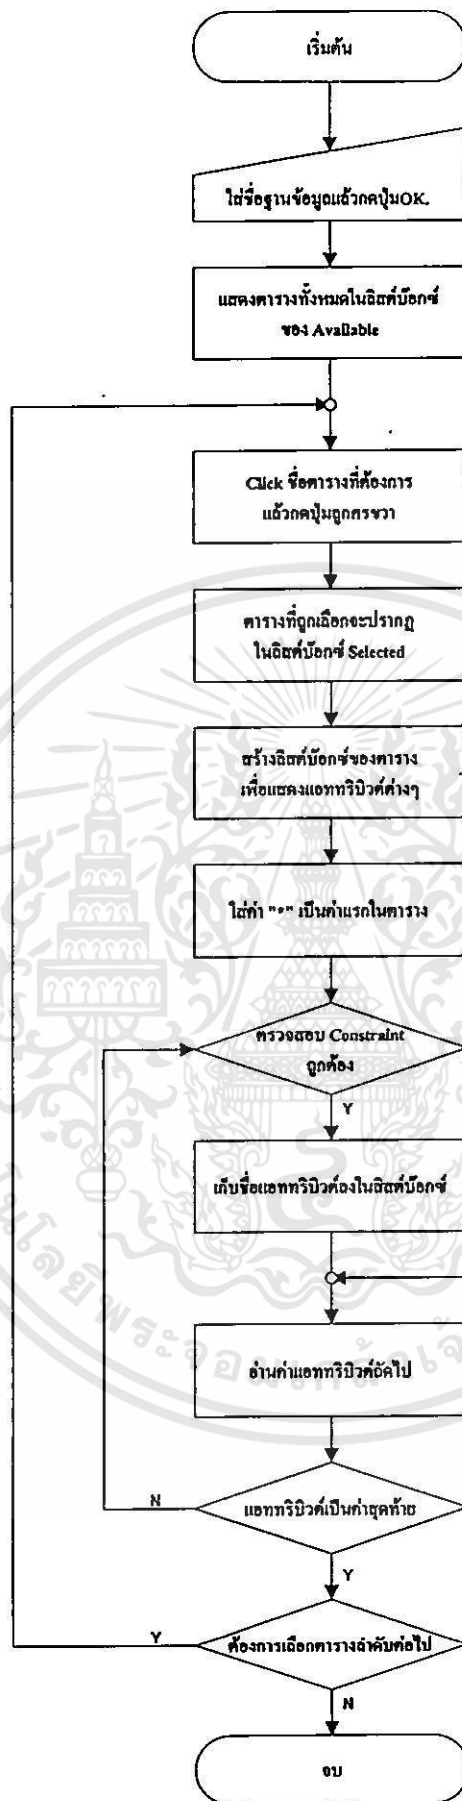 เริ่มต้น
ใส่ชื่อฐานข้อมูลแล้วกดปุ่มOK.
แสดงตารางทั้งหมดในลิสต์บ๊อกซ์
ของ Available
Click ชื่อตารางที่ต้องการ
แล้วกดปุ่มลูกศรขวา
ตารางที่ถูกเลือกจะปรากฏ
ในลิสต์บ๊อกซ์ Selected
สร้างลิสต์บ๊อกซ์ของตาราง
เพื่อแสดงแอททริบิวต์ต่างๆ
ใส่ค่า "*" เป็นค่าแรกในตาราง
ตรวจสอบ Constraint
ถูกต้อง
Y
เก็บชื่อแอททริบิวต์ลงในลิสต์บ๊อกซ์
อ่านค่าแอททริบิวต์ถัดไป
N
แอททริบิวต์เป็นค่าสุดท้าย
Y
Y
ต้องการเลือกตารางลำดับต่อไป
N
จบ